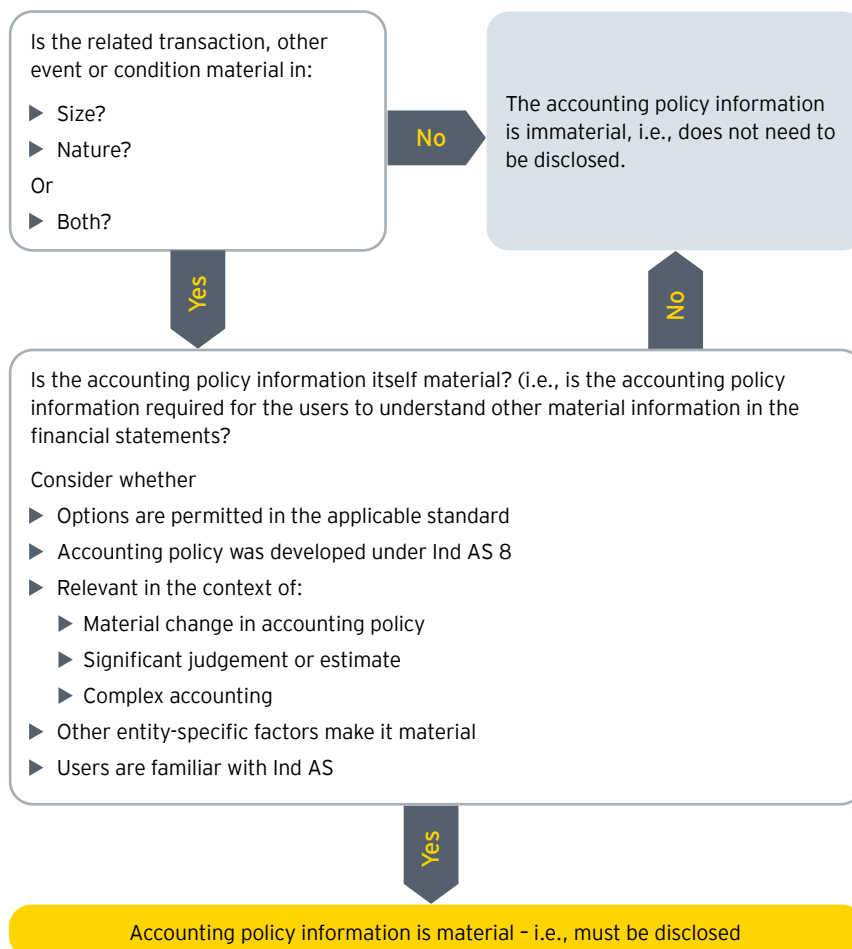 Is the related transaction, other
event or condition material in:
▶ Size?
▶ Nature?
Or
▶ Both?
No
The accounting policy information
is immaterial, i.e., does not need to
be disclosed.
Yes
No
Is the accounting policy information itself material? (i.e., is the accounting policy
information required for the users to understand other material information in the
financial statements?
Consider whether
▶ Options are permitted in the applicable standard
▶ Accounting policy was developed under Ind AS 8
▶ Relevant in the context of:
▶ Material change in accounting policy
▶ Significant judgement or estimate
▶ Complex accounting
▶ Other entity-specific factors make it material
▶ Users are familiar with Ind AS
Yes
Accounting policy information is material – i.e., must be disclosed